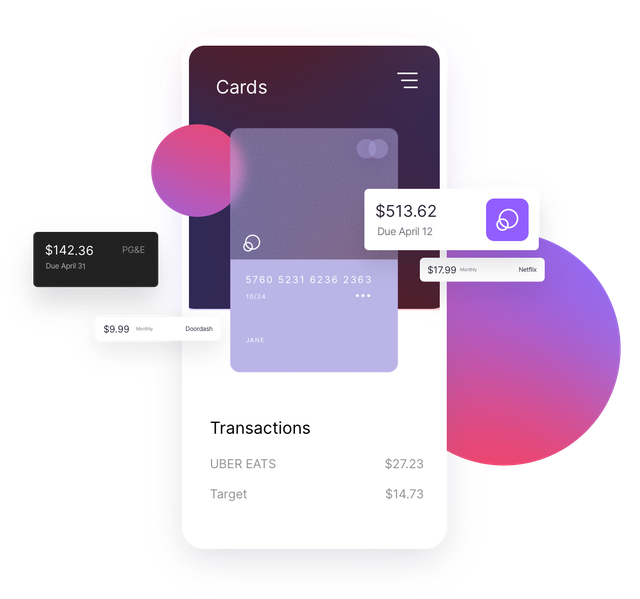 Cards
$513.62
Due April 12
$142.36 PG&E
Due April 31
$17.99 Monthly Netflix
5760 5231 6236 2363
10/24
$9.99 Monthly Doordash
JANE
Transactions
UBER EATS $27.23
Target $14.73